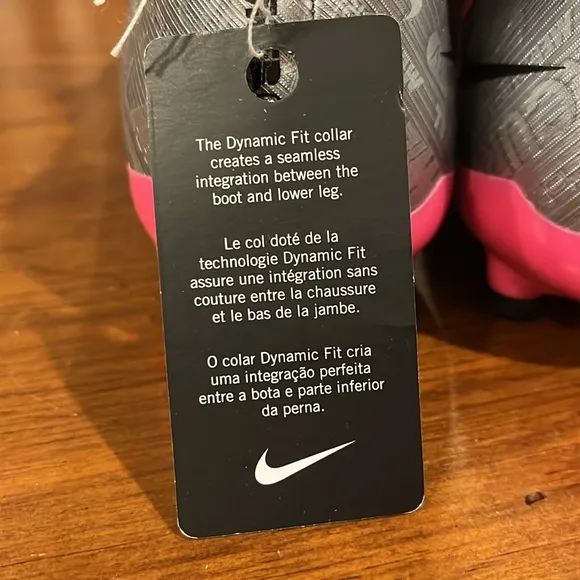 The Dynamic Fit collar
creates a seamless
integration between the
boot and lower leg.
Le col doté de la
technologie Dynamic Fit
assure une intégration sans
couture entre la chaussure
et le bas de la jambe.
O colar Dynamic Fit cria
uma integração perfeita
entre a bota e parte inferior
da perna.